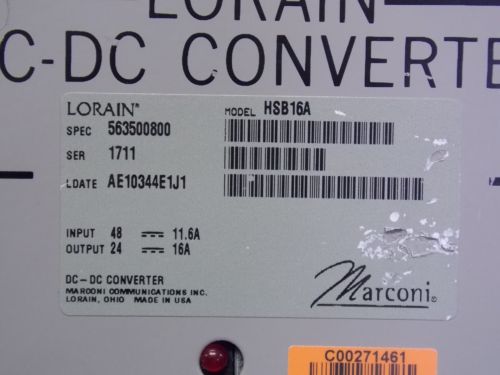 LORAIN
C-DC CONVERTE
LORAIN®
MODEL HSB16A
SPEC 563500800
SER 1711
LDATE AE10344E1J1
INPUT 48 11.6A
OUTPUT 24 16A
DC-DC CONVERTER
MARCONI COMMUNICATIONS INC.
LORAIN, OHIO MADE IN USA
Marconi®
C00271461